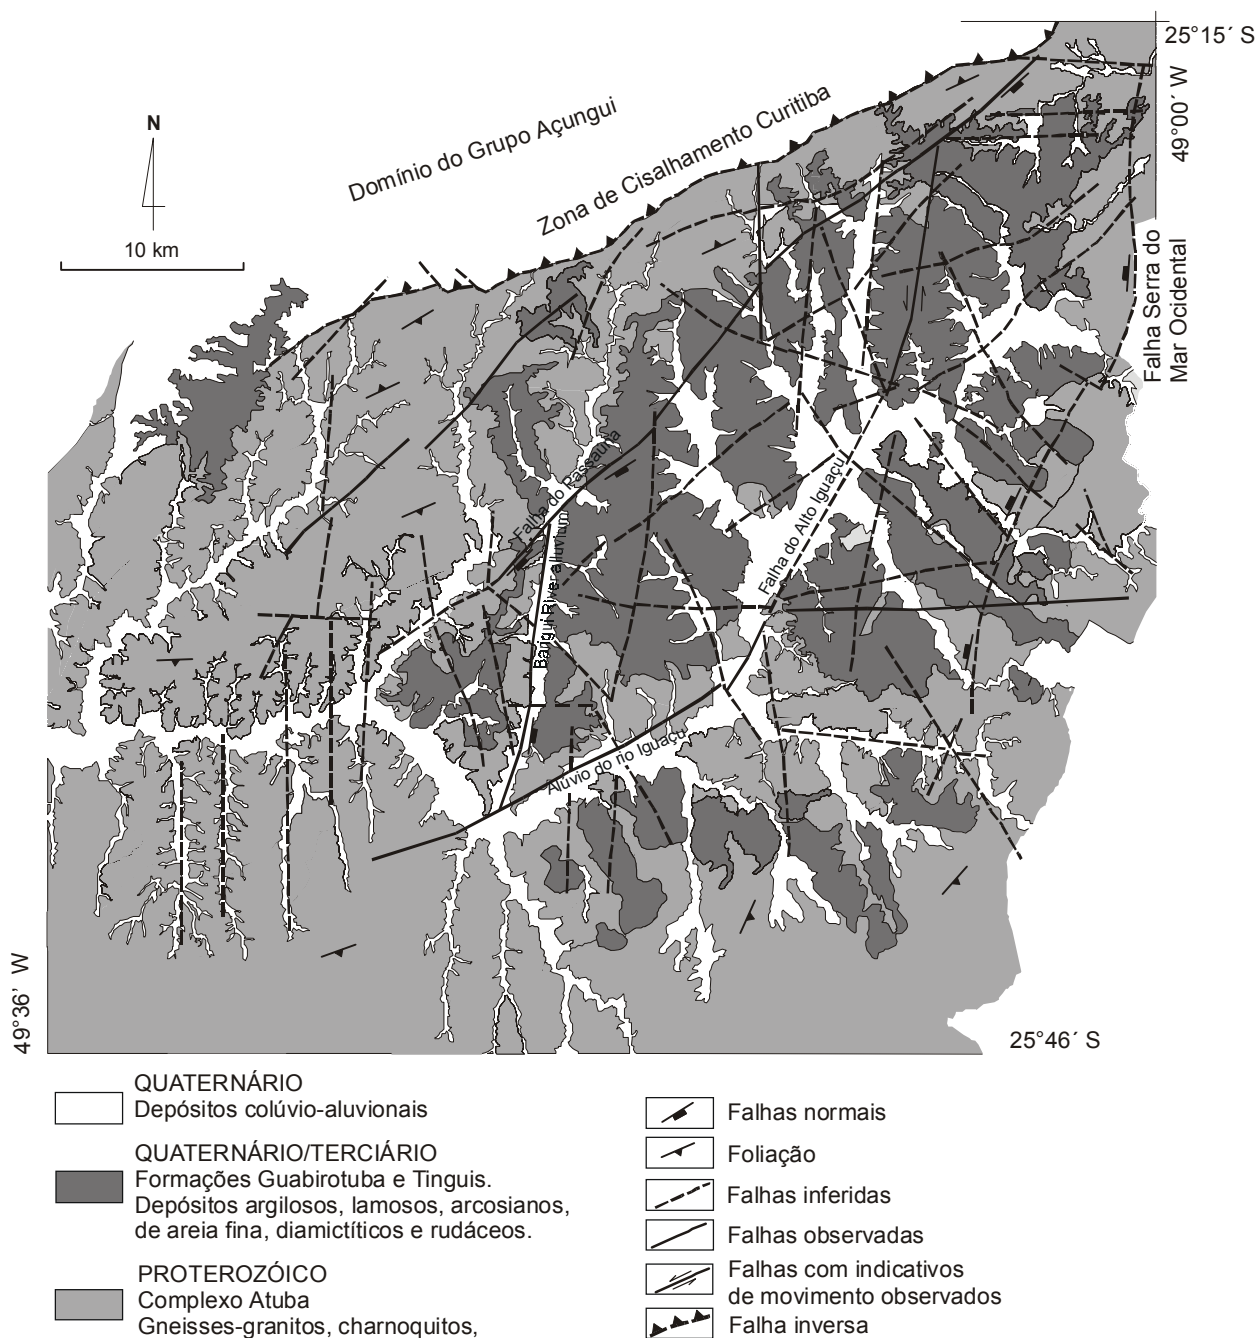 25°15´ S
49°00´ W
N
10 km
Domínio do Grupo Açungui
Zona de Cisalhamento Curitiba
Falha Serra do
Mar Ocidental
Falha do Passaúna
Barigui River alluvium
Falha do Alto Iguaçu
Aluvio do rio Iguaçu
49°36' W
25°46´ S
QUATERNÁRIO
Depósitos colúvio-aluvionais
QUATERNÁRIO/TERCIÁRIO
Formações Guabirotuba e Tinguis.
Depósitos argilosos, lamosos, arcosianos,
de areia fina, diamictíticos e rudáceos.
PROTEROZÓICO
Complexo Atuba
Gneisses-granitos, charnoquitos,
Falhas normais
Foliação
Falhas inferidas
Falhas observadas
Falhas com indicativos
de movimento observados
Falha inversa